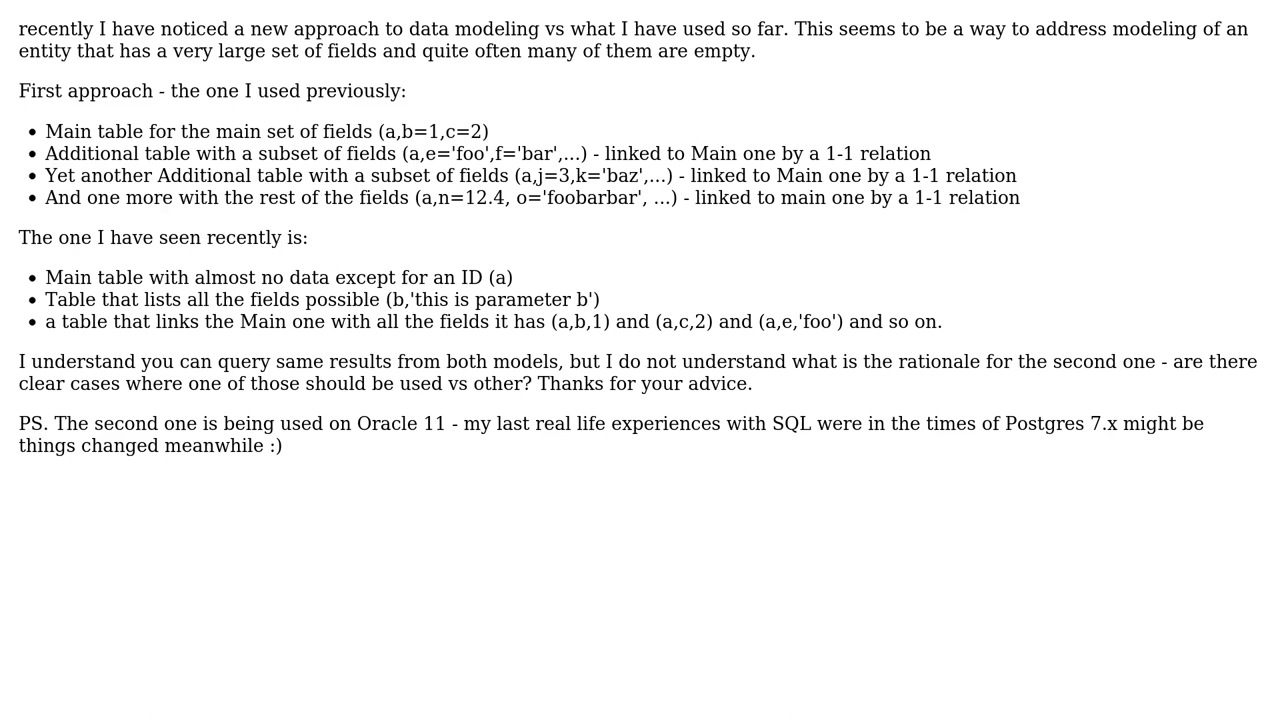 recently I have noticed a new approach to data modeling vs what I have used so far. This seems to be a way to address modeling of an
entity that has a very large set of fields and quite often many of them are empty.
First approach - the one I used previously:
• Main table for the main set of fields (a,b=1,c=2)
• Additional table with a subset of fields (a,e='foo',f='bar',...) - linked to Main one by a 1-1 relation
• Yet another Additional table with a subset of fields (a,j=3,k='baz',...) - linked to Main one by a 1-1 relation
• And one more with the rest of the fields (a,n=12.4, o='foobarbar', ...) - linked to main one by a 1-1 relation
The one I have seen recently is:
• Main table with almost no data except for an ID (a)
• Table that lists all the fields possible (b,'this is parameter b')
• a table that links the Main one with all the fields it has (a,b,1) and (a,c,2) and (a,e,'foo') and so on.
I understand you can query same results from both models, but I do not understand what is the rationale for the second one - are there
clear cases where one of those should be used vs other? Thanks for your advice.
PS. The second one is being used on Oracle 11 - my last real life experiences with SQL were in the times of Postgres 7.x might be
things changed meanwhile :)